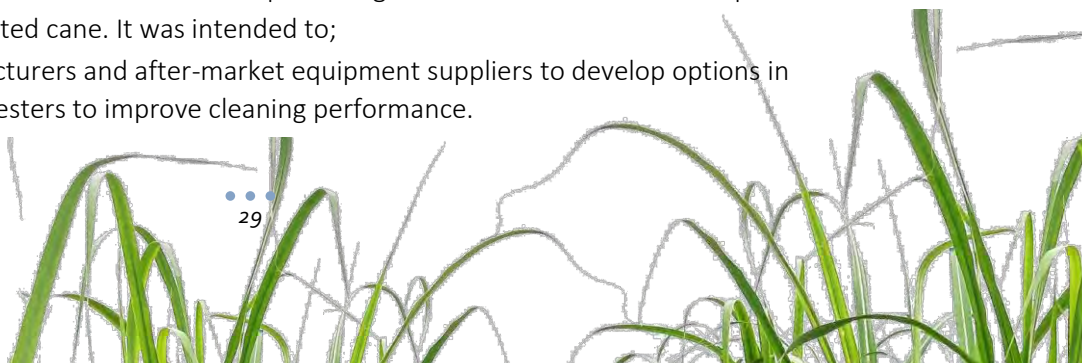 ted cane. It was intended to;
cturers and after-market equipment suppliers to develop options in
esters to improve cleaning performance.
29